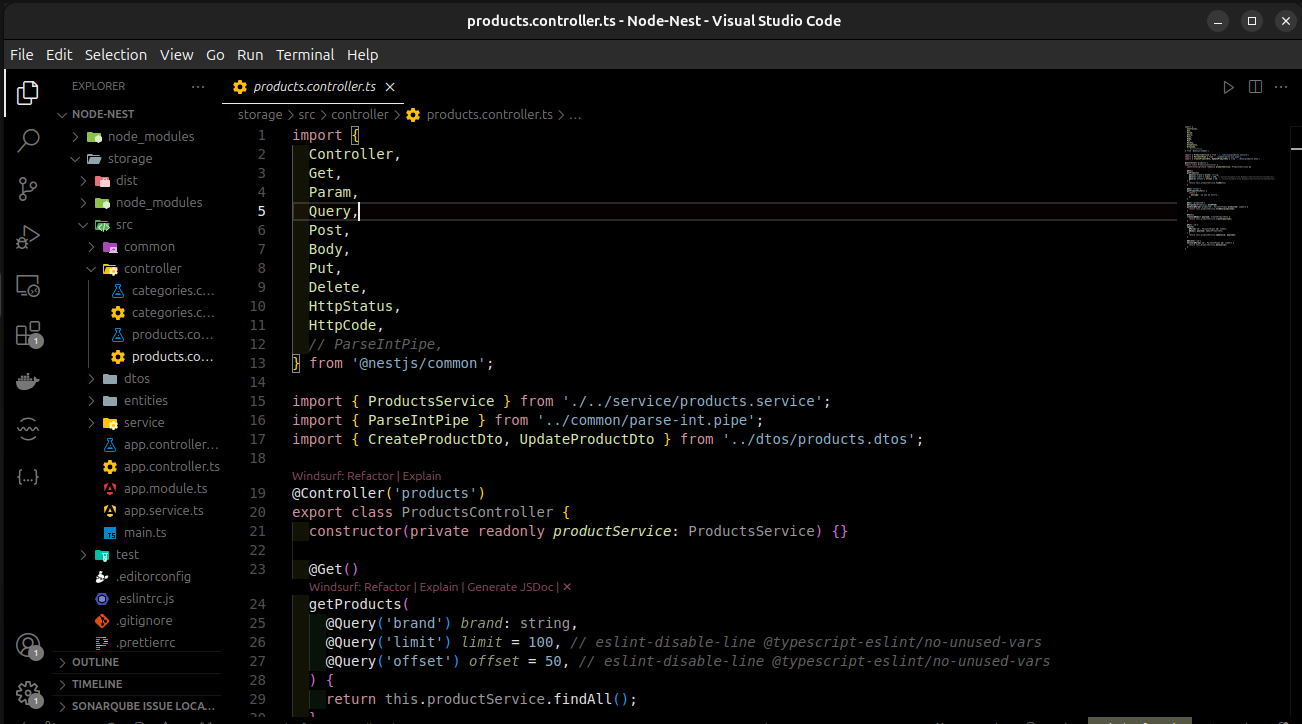 products.controller.ts - Node-Nest - Visual Studio Code
File Edit Selection View Go Run Terminal Help
EXPLORER
NODE-NEST
node_modules
storage
dist
node_modules
src
common
controller
categories.c...
categories.c...
products.co...
products.co...
dtos
entities
service
app.controller...
app.controller.ts
app.module.ts
app.service.ts
main.ts
test
.editorconfig
.eslintrc.js
.gitignore
.prettierrc
OUTLINE
TIMELINE
SONARQUBE ISSUE LOCA...
1
1
1
products.controller.ts
storage > src > controller > products.controller.ts > ...
1 import {
2 Controller,
3 Get,
4 Param,
5 Query,
6 Post,
7 Body,
8 Put,
9 Delete,
10 HttpStatus,
11 HttpCode,
12 // ParseIntPipe,
13 } from '@nestjs/common';
14
15 import { ProductsService } from './../service/products.service';
16 import { ParseIntPipe } from '../common/parse-int.pipe';
17 import { CreateProductDto, UpdateProductDto } from '../dtos/products.dtos';
18
Windsurf: Refactor | Explain
19 @Controller('products')
20 export class ProductsController {
21 constructor(private readonly productService: ProductsService) {}
22
23 @Get()
Windsurf: Refactor | Explain | Generate JSDoc | ✕
24 getProducts(
25 @Query('brand') brand: string,
26 @Query('limit') limit = 100, // eslint-disable-line @typescript-eslint/no-unused-vars
27 @Query('offset') offset = 50, // eslint-disable-line @typescript-eslint/no-unused-vars
28 ) {
29 return this.productService.findAll();
30 }